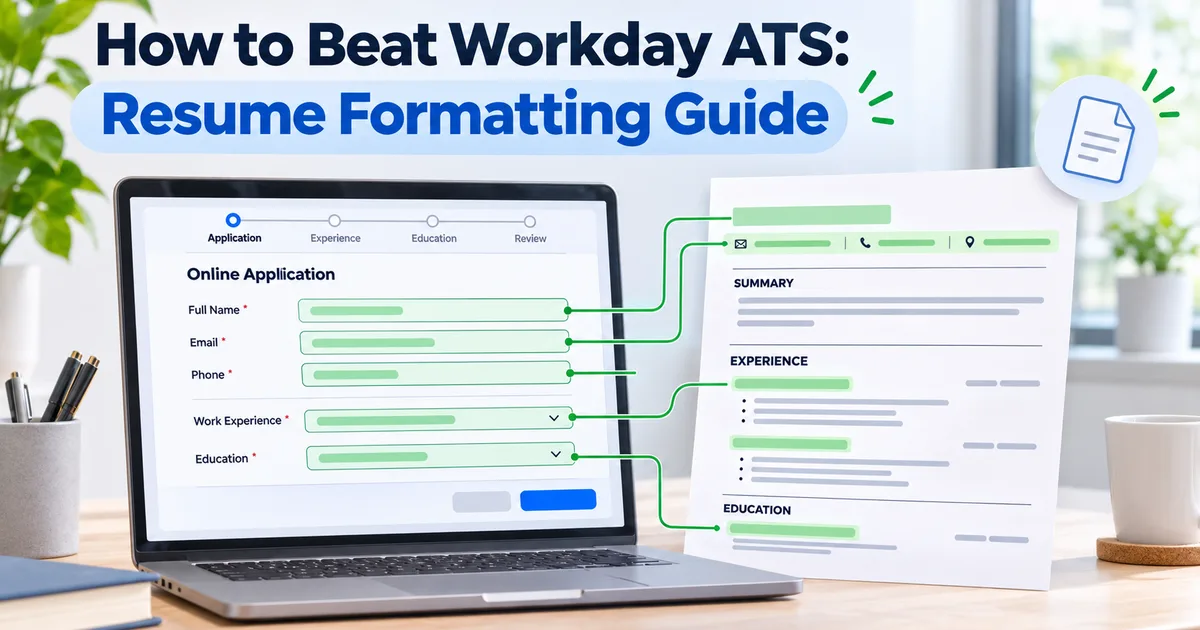 How to Beat Workday ATS:
Resume Formatting Guide
Application Experience Education Review
Online Application
Full Name *
Email *
Phone *
Work Experience *
Education *
SUMMARY
EXPERIENCE
EDUCATION